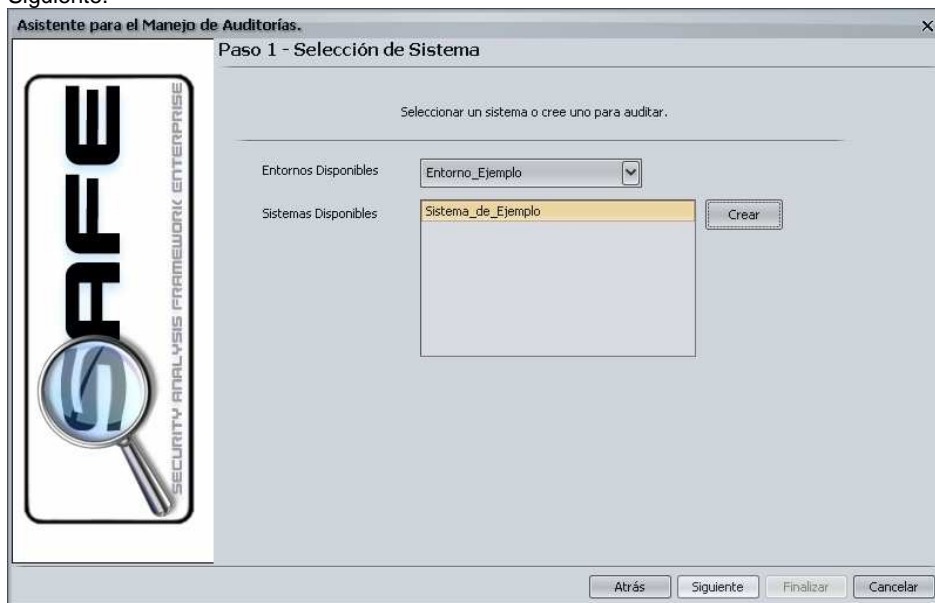 Siguiente.
Asistente para el Manejo de Auditorías.
Paso 1 - Selección de Sistema
SAFE
SECURITY ANALYSIS FRAMEWORK ENTERPRISE
Seleccionar un sistema o cree uno para auditar.
Entornos Disponibles
Entorno_Ejemplo
Sistemas Disponibles
Sistema_de_Ejemplo
Crear
Atrás
Siguiente
Finalizar
Cancelar